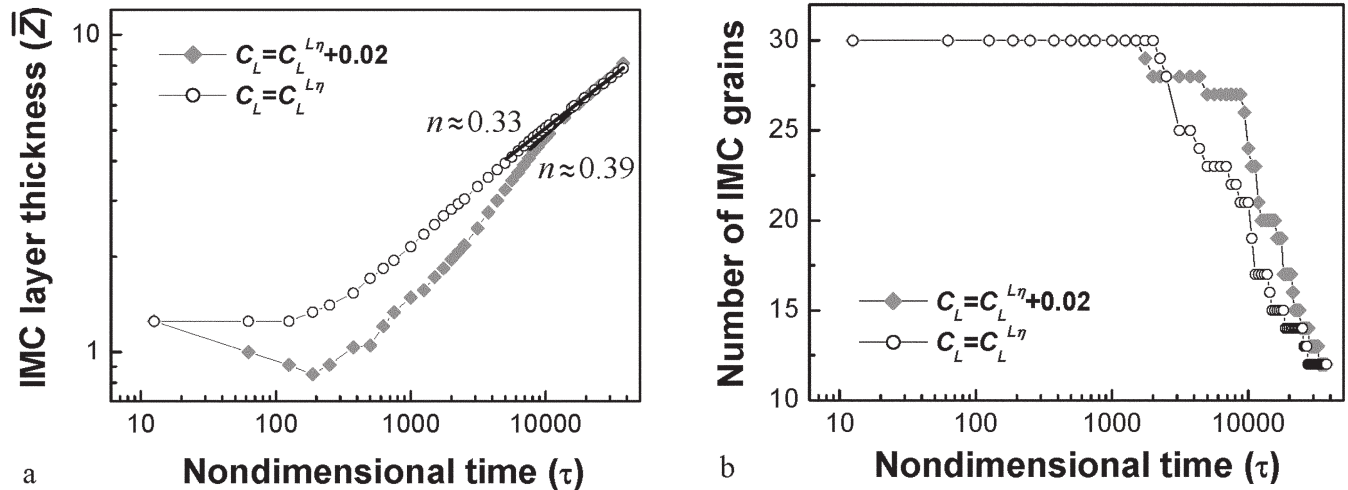 IMC layer thickness (Z̅)
10
1
C_L=C_L^{Lη}+0.02
C_L=C_L^{Lη}
n≈0.33
n≈0.39
10 100 1000 10000
Nondimensional time (τ)
a
Number of IMC grains
30
25
20
15
10
C_L=C_L^{Lη}+0.02
C_L=C_L^{Lη}
10 100 1000 10000
Nondimensional time (τ)
b